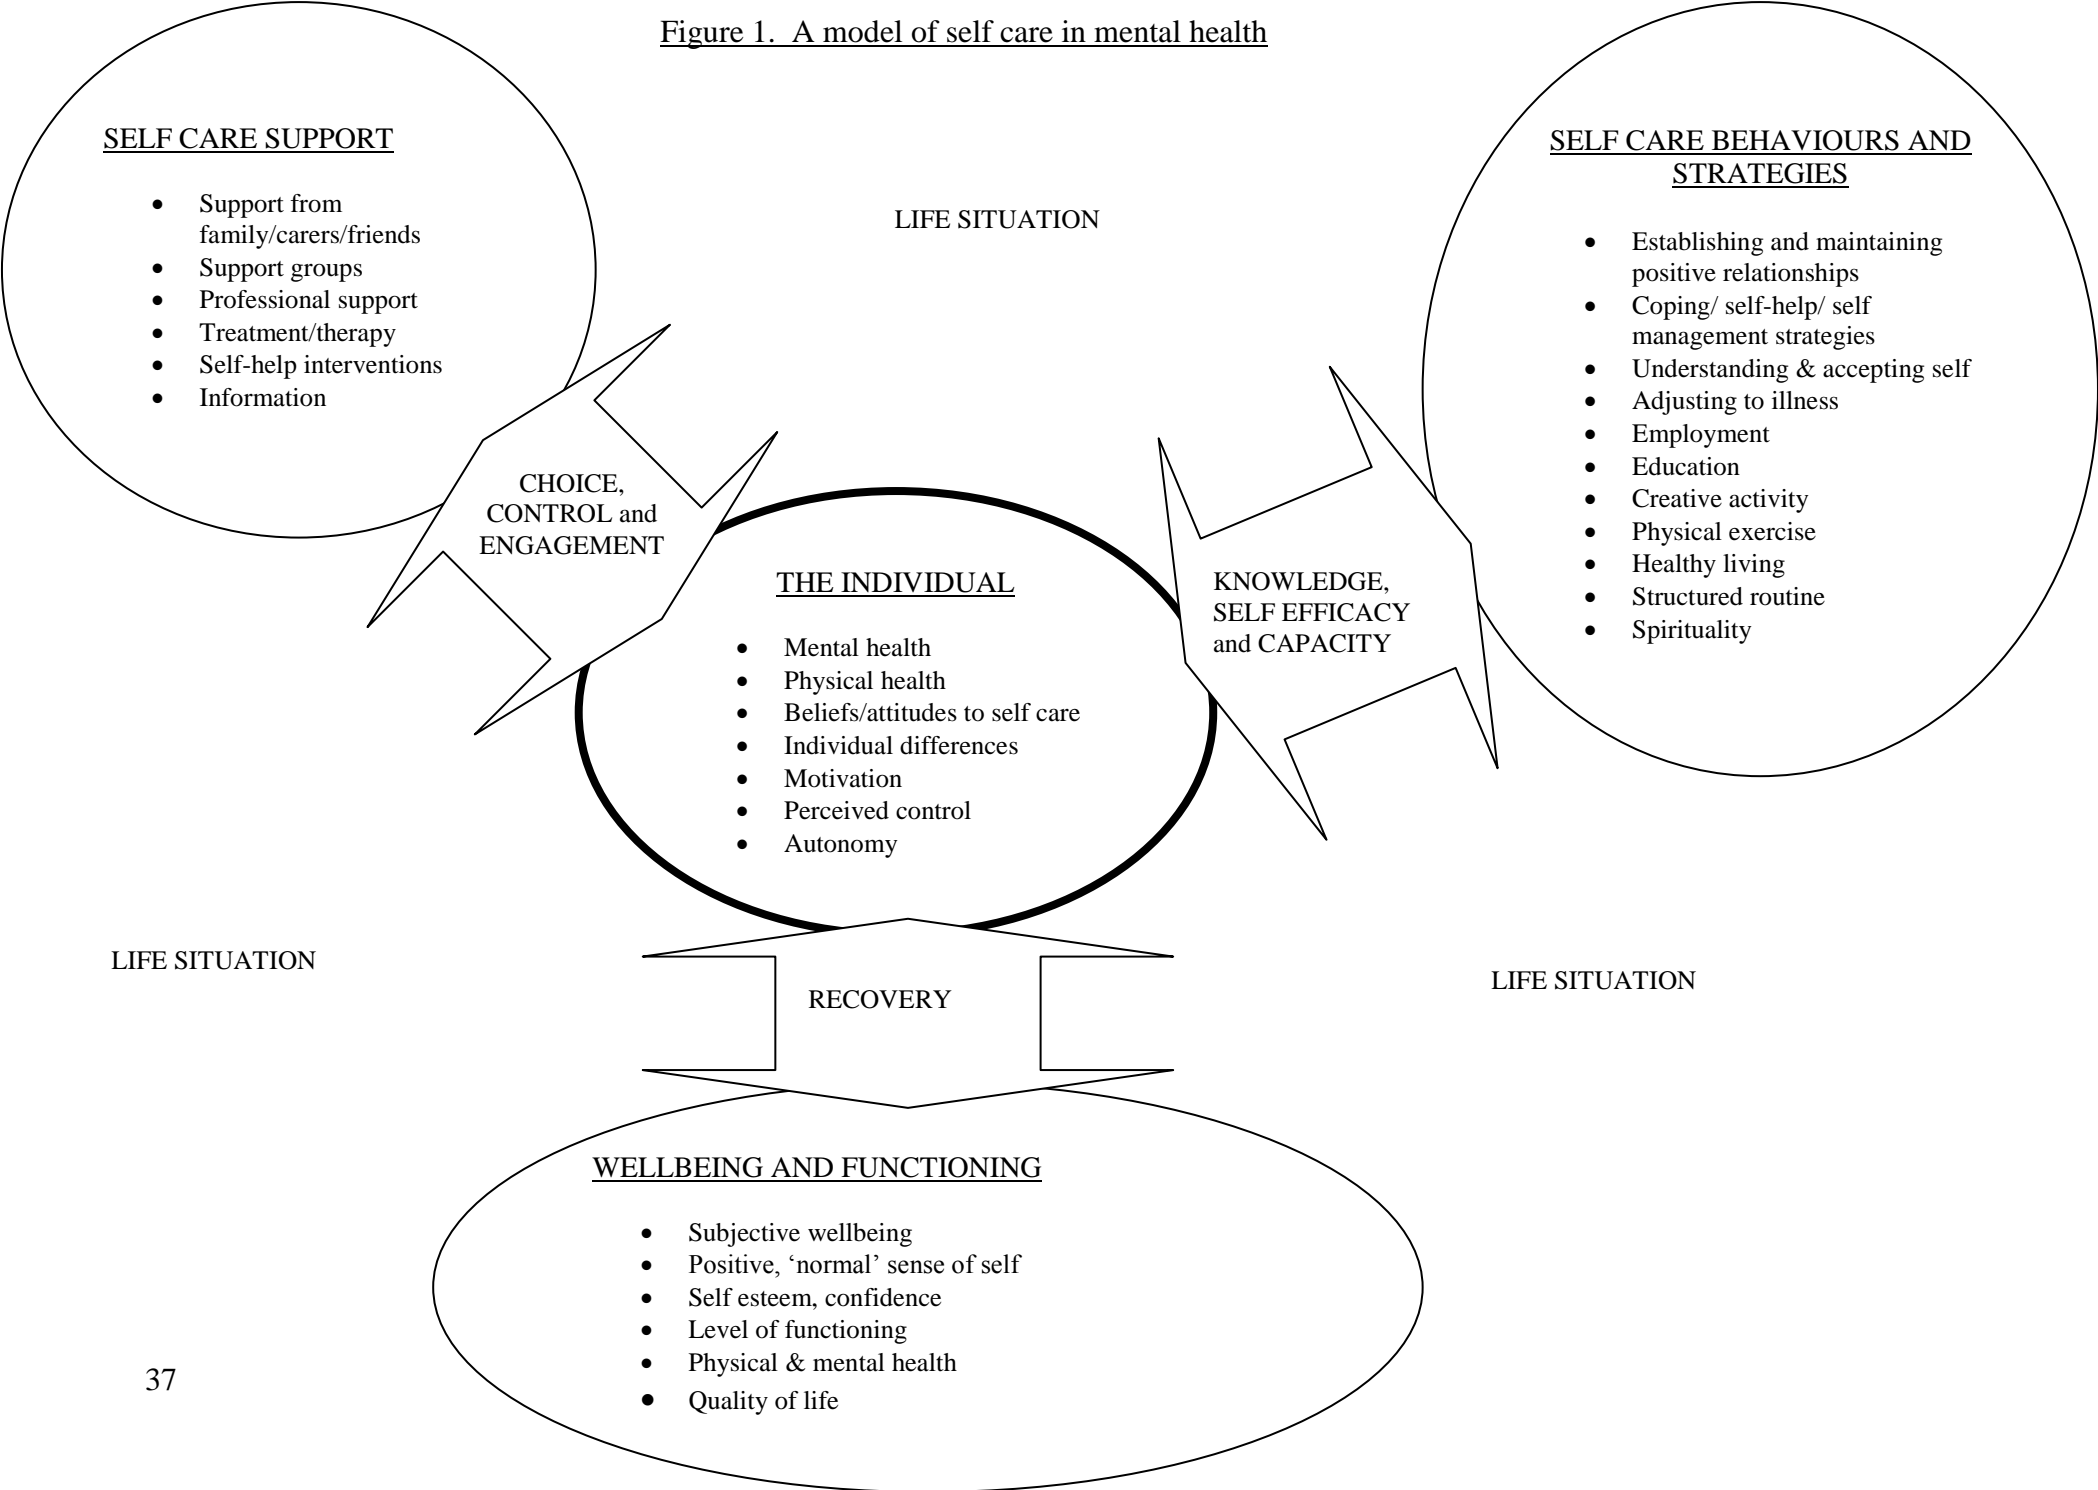 Figure 1.  A model of self care in mental health
SELF CARE SUPPORT
• Support from
family/carers/friends
• Support groups
• Professional support
• Treatment/therapy
• Self-help interventions
• Information
LIFE SITUATION
SELF CARE BEHAVIOURS AND
STRATEGIES
• Establishing and maintaining
positive relationships
• Coping/ self-help/ self
management strategies
• Understanding & accepting self
• Adjusting to illness
• Employment
• Education
• Creative activity
• Physical exercise
• Healthy living
• Structured routine
• Spirituality
CHOICE,
CONTROL and
ENGAGEMENT
THE INDIVIDUAL
• Mental health
• Physical health
• Beliefs/attitudes to self care
• Individual differences
• Motivation
• Perceived control
• Autonomy
KNOWLEDGE,
SELF EFFICACY
and CAPACITY
LIFE SITUATION
RECOVERY
LIFE SITUATION
WELLBEING AND FUNCTIONING
• Subjective wellbeing
• Positive, ‘normal’ sense of self
• Self esteem, confidence
• Level of functioning
• Physical & mental health
• Quality of life
37